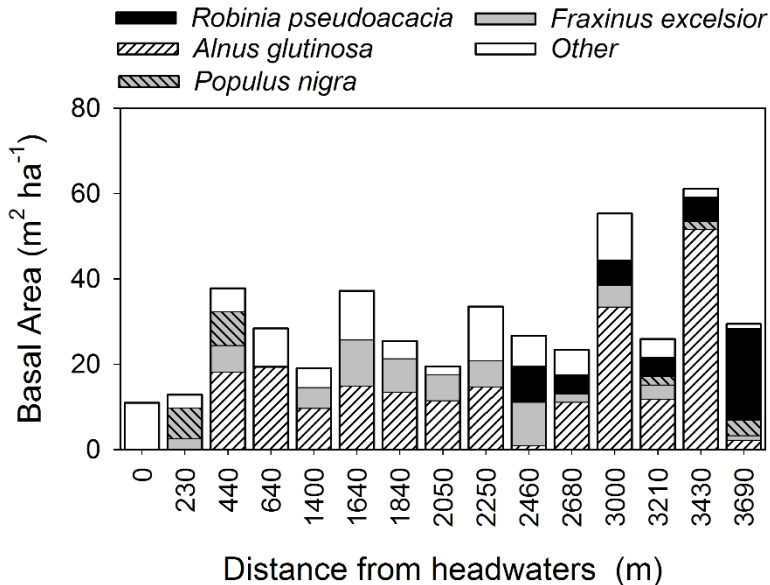 Robinia pseudoacacia Fraxinus excelsior
Alnus glutinosa Other
Populus nigra
80
60
40
20
0
Basal Area (m² ha⁻¹)
0 230 440 640 1400 1640 1840 2050 2250 2460 2680 3000 3210 3430 3690
Distance from headwaters (m)